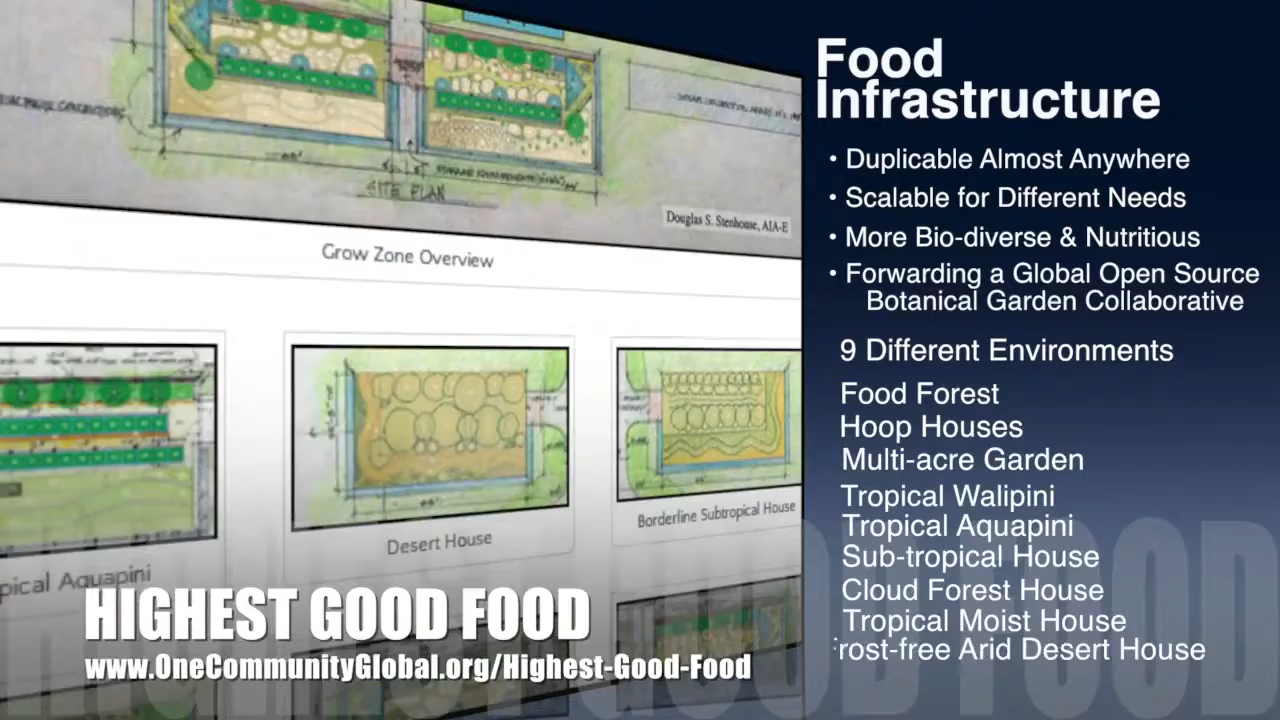 SITE PLAN
Douglas S. Stenhouse, AIA-E
Grow Zone Overview
pical Aquapini
Desert House
Borderline Subtropical House
HIGHEST GOOD FOOD
www.OneCommunityGlobal.org/Highest-Good-Food
Food
Infrastructure
• Duplicable Almost Anywhere
• Scalable for Different Needs
• More Bio-diverse & Nutritious
• Forwarding a Global Open Source
Botanical Garden Collaborative
9 Different Environments
Food Forest
Hoop Houses
Multi-acre Garden
Tropical Walipini
Tropical Aquapini
Sub-tropical House
Cloud Forest House
Tropical Moist House
rost-free Arid Desert House